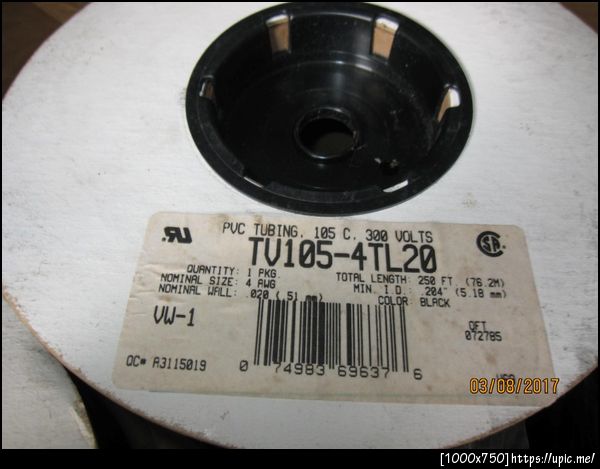 PVC TUBING, 105 C, 300 VOLTS
TV105-4TL20
QUANTITY: 1 PKG. TOTAL LENGTH: 250 FT. (76.2M)
NOMINAL SIZE: 4 AWG MIN. I.D.: .204" (5.18 mm)
NOMINAL WALL: .020 (.51 mm) COLOR: BLACK
VW-1
QFT
072785
QC# A3115019
0 74983 69637 6
03/08/2017
[1000x750]https://upic.me/